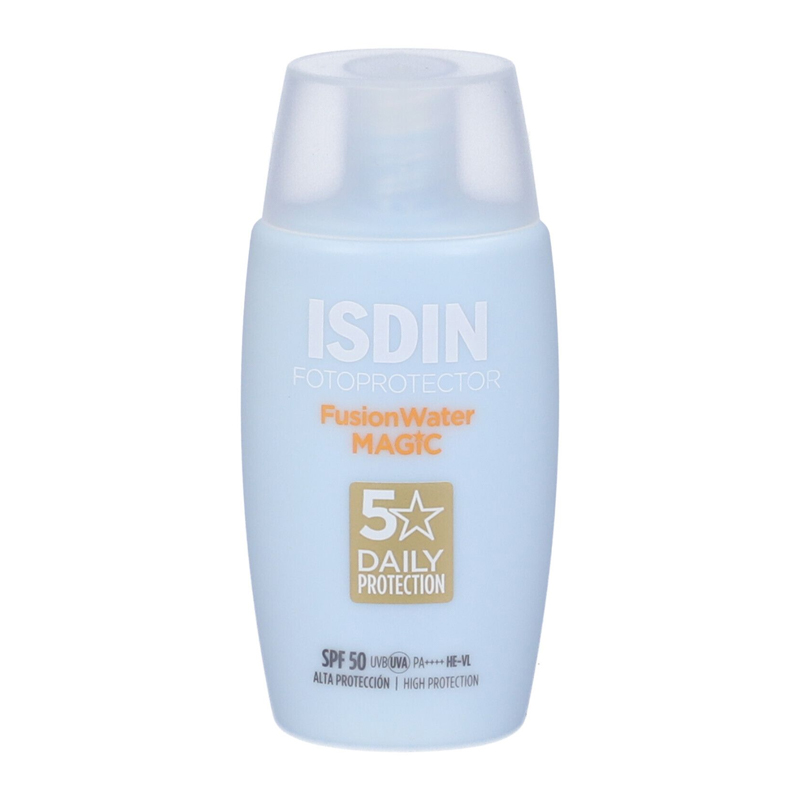 ISDIN
FOTOPROTECTOR
FusionWater
MAGIC
5☆
DAILY
PROTECTION
SPF 50 UVB UVA PA++++ HE-VL
ALTA PROTECCIÓN | HIGH PROTECTION